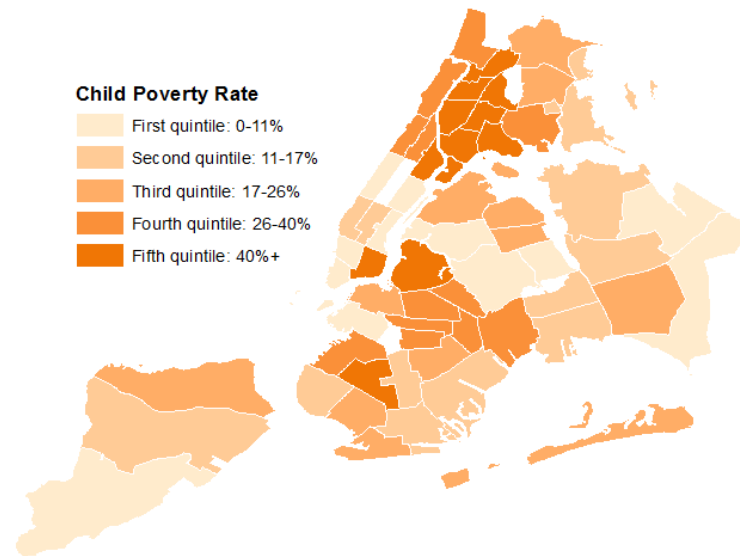 Child Poverty Rate
First quintile: 0-11%
Second quintile: 11-17%
Third quintile: 17-26%
Fourth quintile: 26-40%
Fifth quintile: 40%+